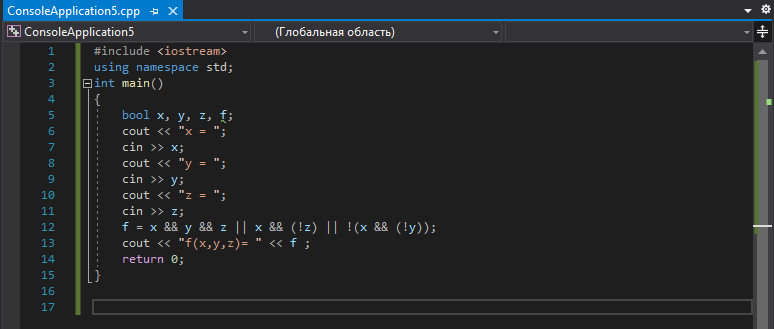 ConsoleApplication5.cpp
ConsoleApplication5 (Глобальная область)
1 #include <iostream>
2 using namespace std;
3 int main()
4 {
5 bool x, y, z, f;
6 cout << "x = ";
7 cin >> x;
8 cout << "y = ";
9 cin >> y;
10 cout << "z = ";
11 cin >> z;
12 f = x && y && z || x && (!z) || !(x && (!y));
13 cout << "f(x,y,z)= " << f ;
14 return 0;
15 }
16
17